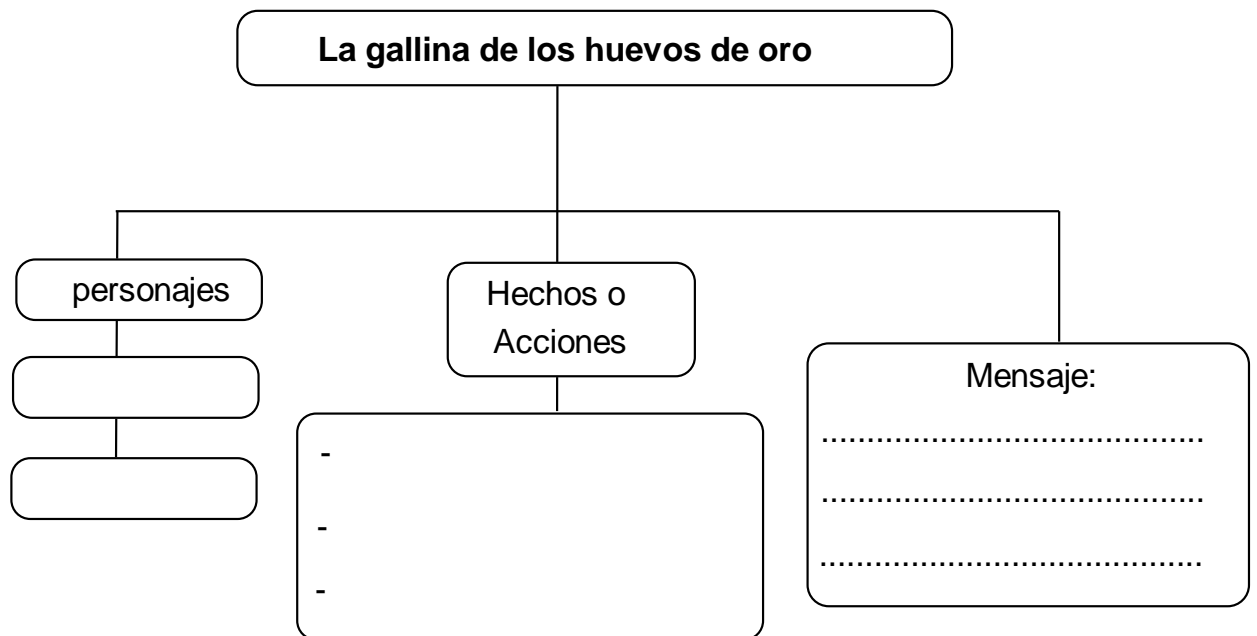 La gallina de los huevos de oro
personajes
Hechos o
Acciones
-
-
-
Mensaje:
..........................................
..........................................
..........................................